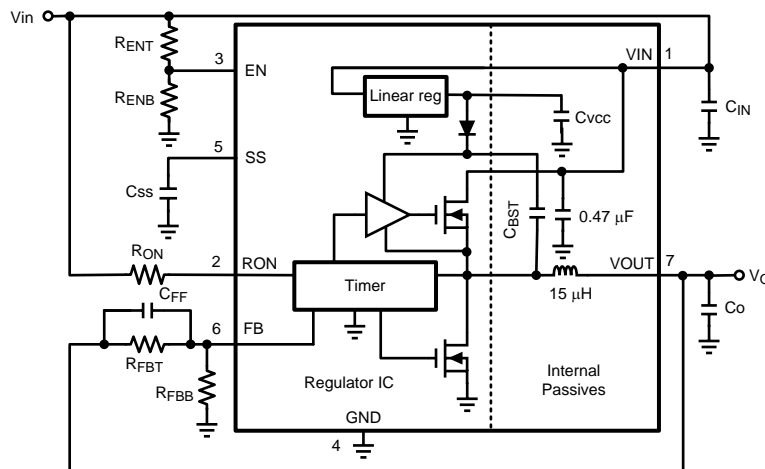 Vin
RENT
3
EN
VIN
1
Linear reg
RENB
CVCC
CIN
5
SS
CSS
CBST
0.47 μF
RON
2
RON
VOUT
7
Timer
15 μH
VO
CFF
6
FB
Co
RFBT
RFBB
Regulator IC
Internal
Passives
GND
4